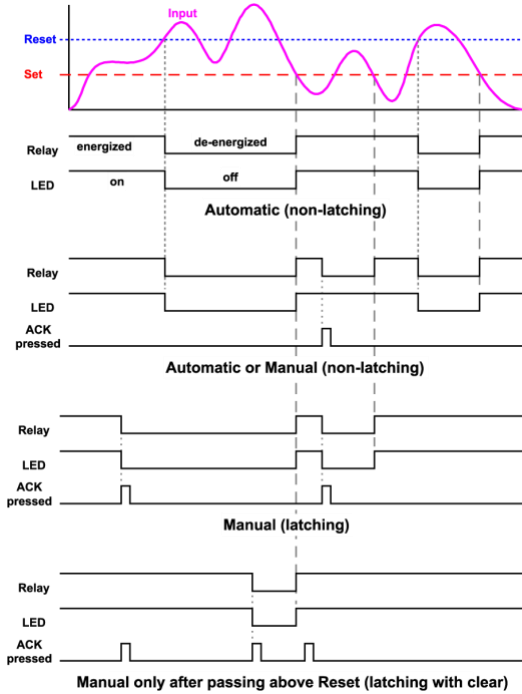 Input
Reset
Set
energized
de-energized
Relay
on
off
LED
Automatic (non-latching)
Relay
LED
ACK
pressed
Automatic or Manual (non-latching)
Relay
LED
ACK
pressed
Manual (latching)
Relay
LED
ACK
pressed
Manual only after passing above Reset (latching with clear)